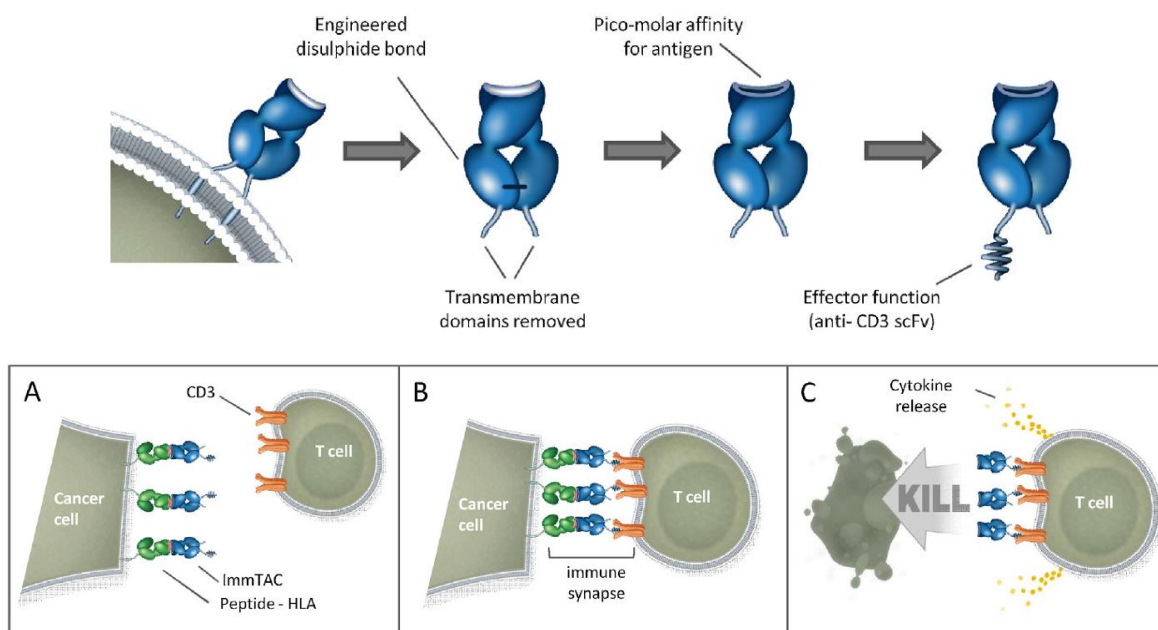 Engineered
disulphide bond
Pico-molar affinity
for antigen
Transmembrane
domains removed
Effector function
(anti- CD3 scFv)
A
CD3
T cell
Cancer
cell
ImmTAC
Peptide - HLA
B
Cancer
cell
T cell
immune
synapse
C
Cytokine
release
KILL
T cell